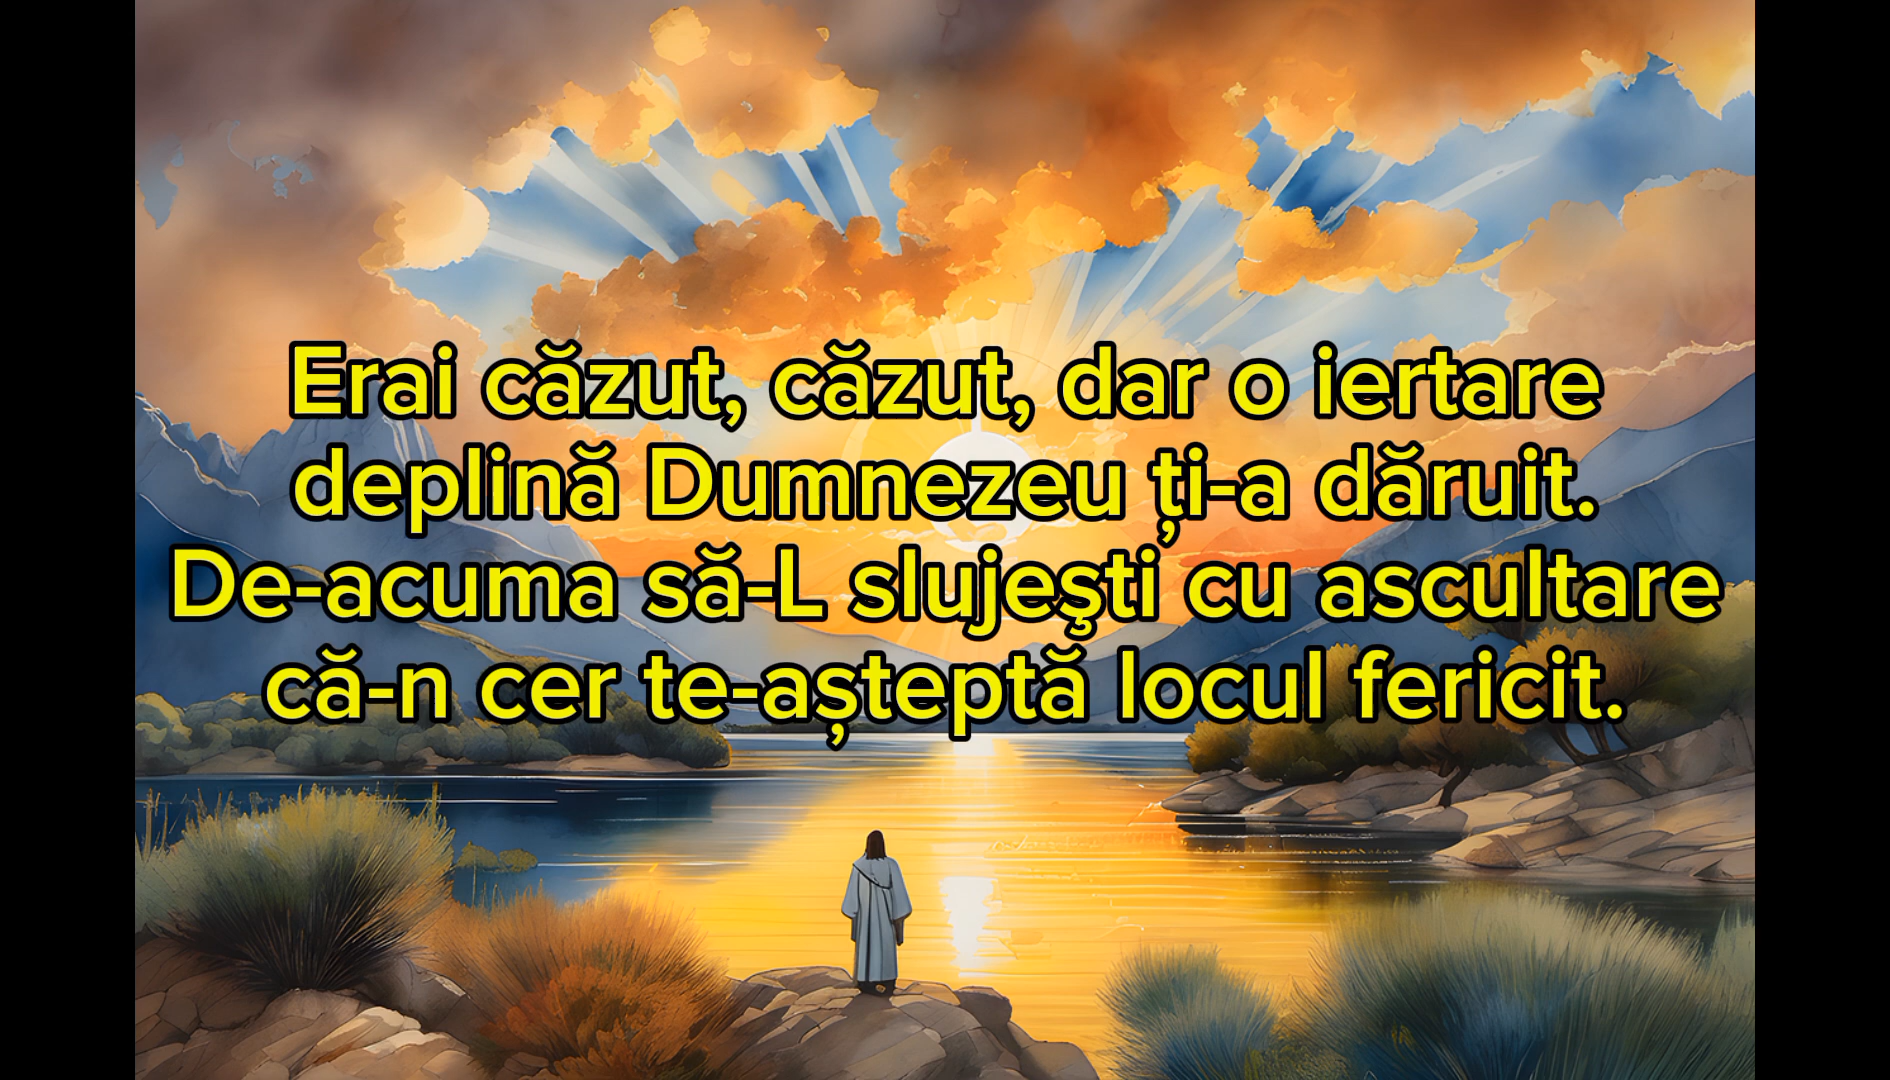 Erai căzut, căzut, dar o iertare
deplină Dumnezeu ți-a dăruit.
De-acuma să-L slujeşti cu ascultare
că-n cer te-așteptă locul fericit.